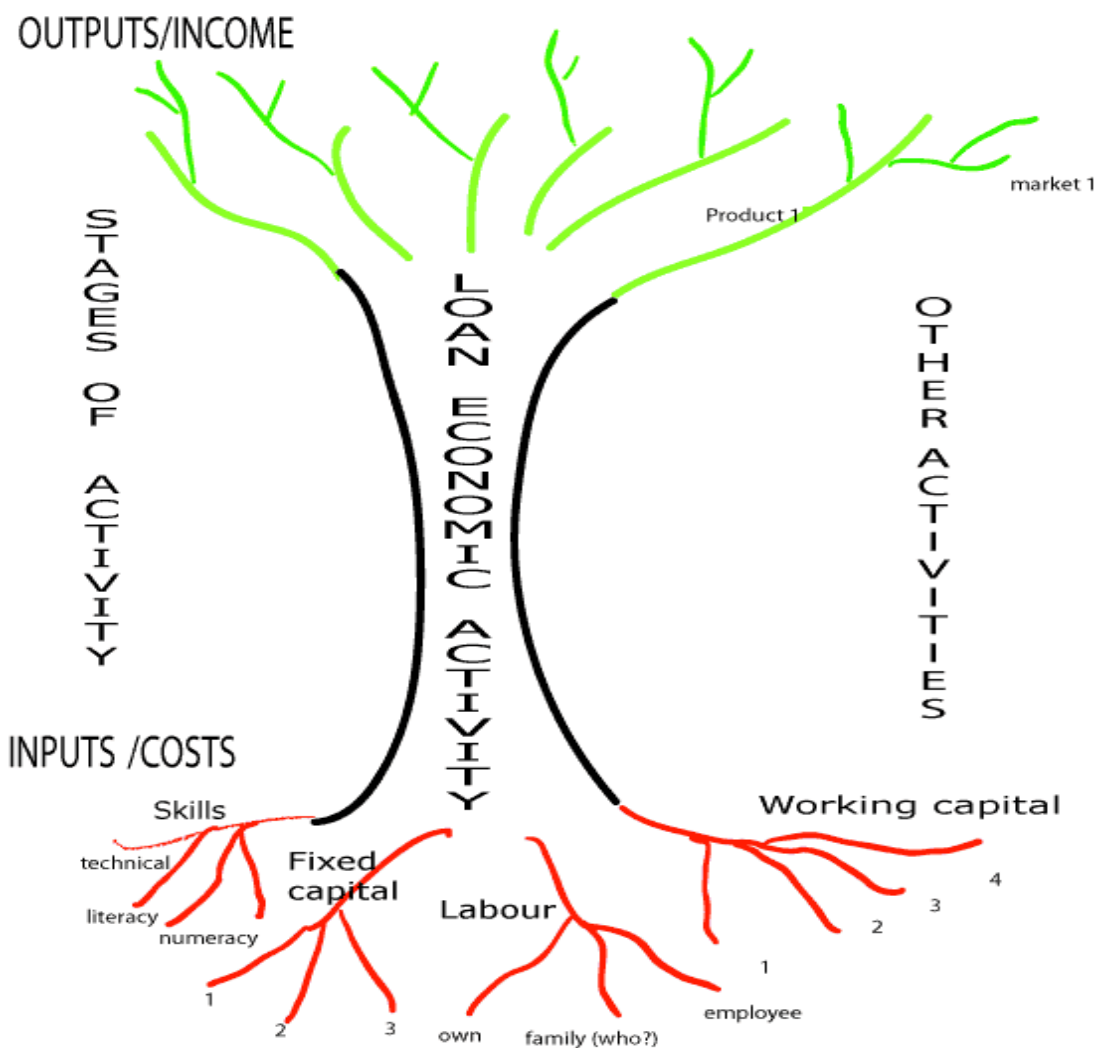 OUTPUTS/INCOME
market 1
Product 1
STAGES OF ACTIVITY
LOAN ECONOMIC ACTIVITY
OTHER ACTIVITIES
INPUTS /COSTS
Skills
Working capital
technical
Fixed
capital
literacy
numeracy
Labour
1
2
3
own
family (who?)
employee
1
2
3
4